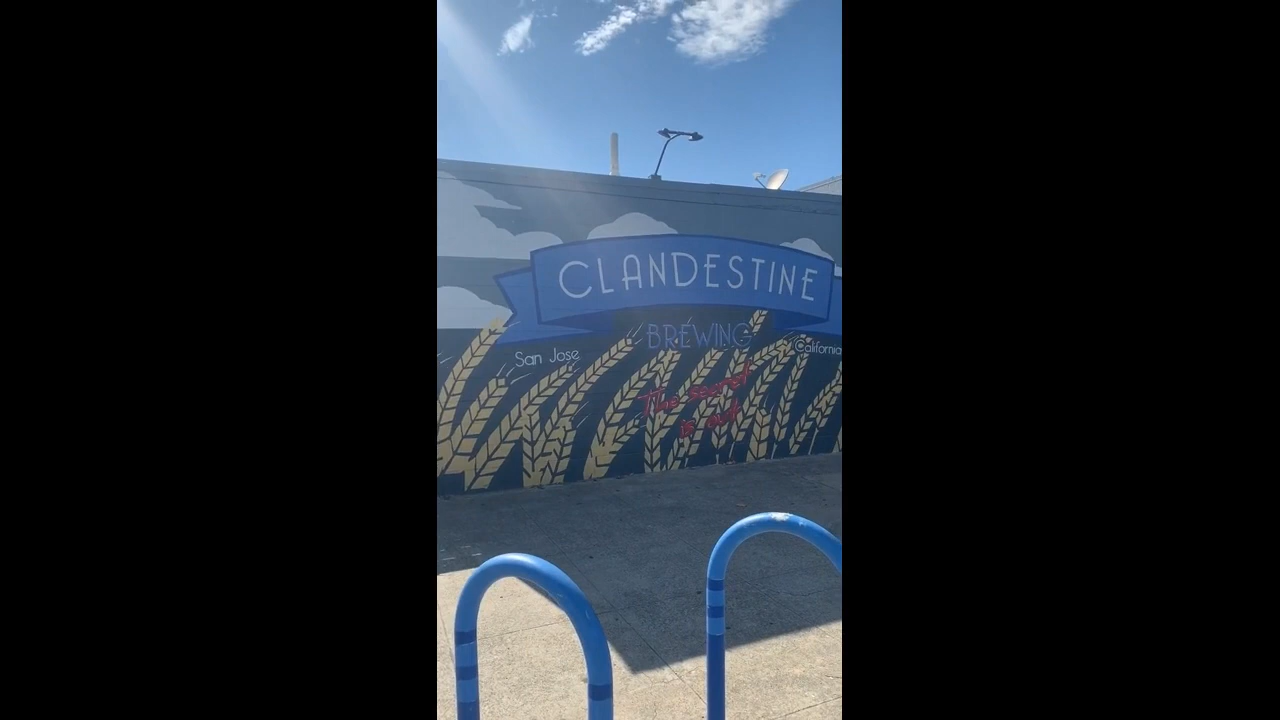 CLANDESTINE
BREWING
San Jose
California
The secret
is out